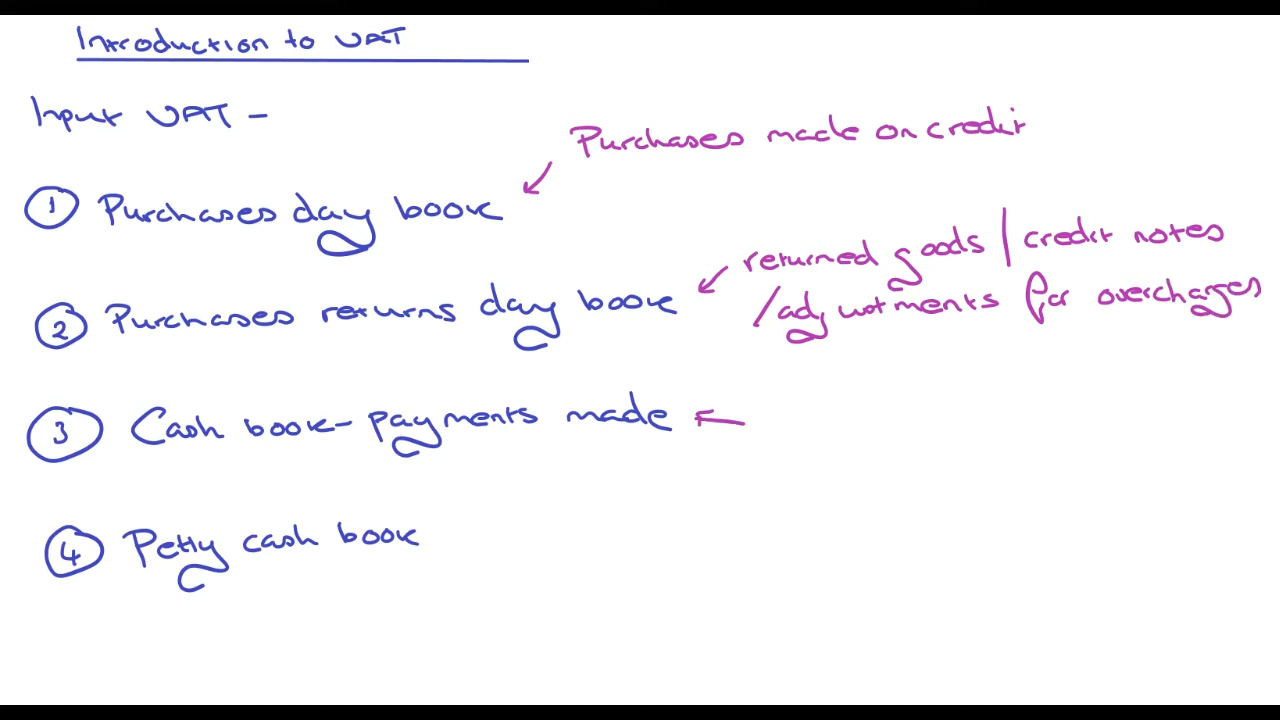 Introduction to VAT
Input VAT -
Purchases made on credit
1 Purchases day book
returned goods / credit notes
/ adjustments for overcharges
2 Purchases returns day book
3 Cash book - payments made
4 Petty cash book